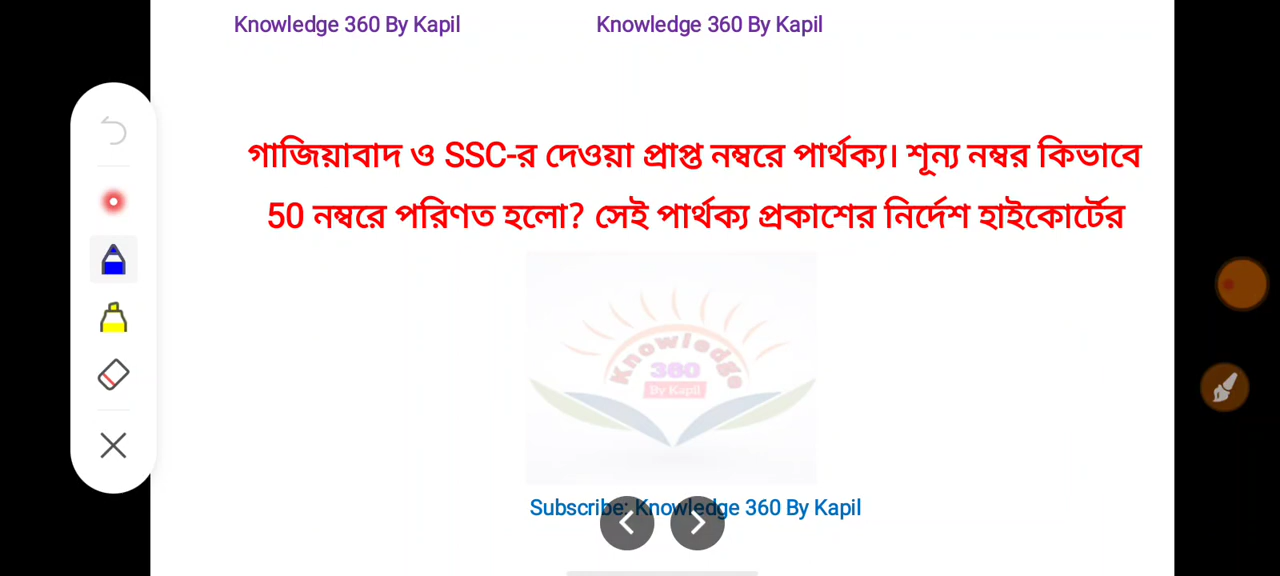 Knowledge 360 By Kapil Knowledge 360 By Kapil
গাজিয়াবাদ ও SSC-র দেওয়া প্রাপ্ত নম্বরে পার্থক্য। শূন্য নম্বর কিভাবে
50 নম্বরে পরিণত হলো? সেই পার্থক্য প্রকাশের নির্দেশ হাইকোর্টের
Knowledge
360
By Kapil
Subscribe: Knowledge 360 By Kapil